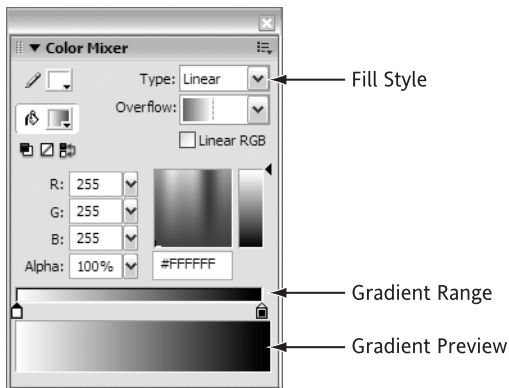 Color Mixer
Type: Linear
Fill Style
Overflow:
Linear RGB
R: 255
G: 255
B: 255
Alpha: 100% #FFFFFF
Gradient Range
Gradient Preview